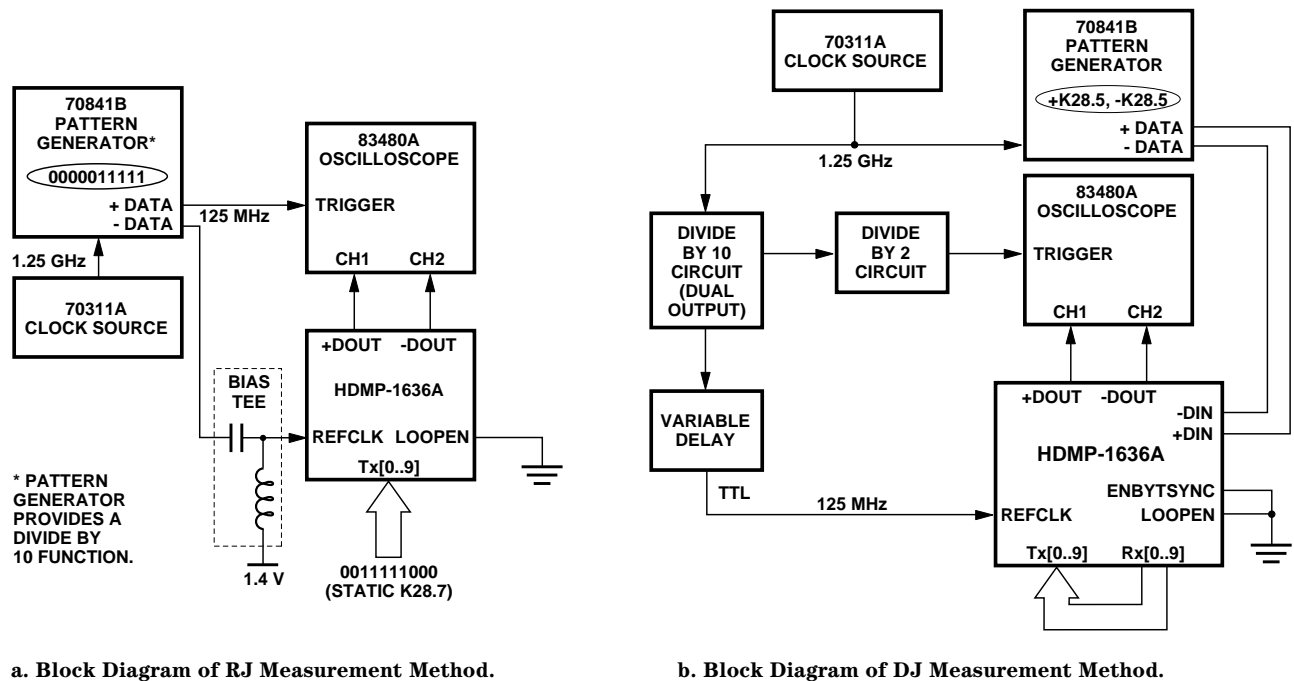 70841B
PATTERN
GENERATOR*
0000011111
+ DATA
- DATA
125 MHz
1.25 GHz
70311A
CLOCK SOURCE
83480A
OSCILLOSCOPE
TRIGGER
CH1 CH2
+DOUT -DOUT
HDMP-1636A
REFCLK LOOPEN
Tx[0..9]
BIAS
TEE
1.4 V
0011111000
(STATIC K28.7)
* PATTERN
GENERATOR
PROVIDES A
DIVIDE BY
10 FUNCTION.
a. Block Diagram of RJ Measurement Method.
70311A
CLOCK SOURCE
1.25 GHz
70841B
PATTERN
GENERATOR
+K28.5, -K28.5
+ DATA
- DATA
DIVIDE
BY 10
CIRCUIT
(DUAL
OUTPUT)
DIVIDE
BY 2
CIRCUIT
83480A
OSCILLOSCOPE
TRIGGER
CH1 CH2
VARIABLE
DELAY
TTL
125 MHz
+DOUT -DOUT
-DIN
+DIN
HDMP-1636A
ENBYTSYNC
REFCLK LOOPEN
Tx[0..9] Rx[0..9]
b. Block Diagram of DJ Measurement Method.